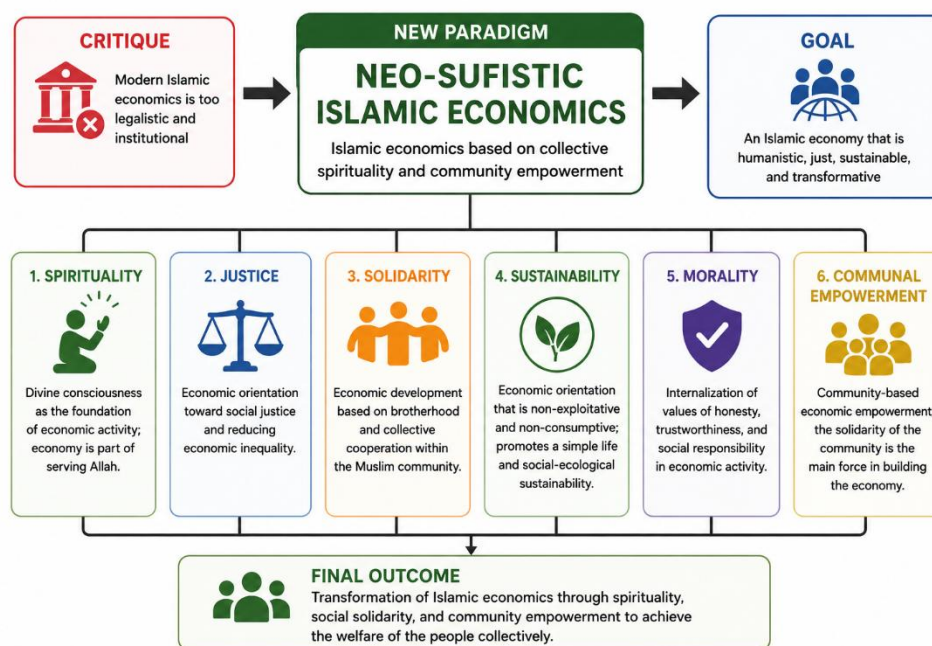 CRITIQUE
Modern Islamic
economics is too
legalistic and
institutional
NEW PARADIGM
NEO-SUFISTIC
ISLAMIC ECONOMICS
Islamic economics based on collective
spirituality and community empowerment
GOAL
An Islamic economy that is
humanistic, just, sustainable,
and transformative
1. SPIRITUALITY
Divine consciousness
as the foundation
of economic activity;
economy is part of
serving Allah.
2. JUSTICE
Economic orientation
toward social justice
and reducing
economic inequality.
3. SOLIDARITY
Economic development
based on brotherhood
and collective
cooperation within
the Muslim community.
4. SUSTAINABILITY
Economic orientation
that is non-exploitative
and non-consumptive;
promotes a simple life
and social-ecological
sustainability.
5. MORALITY
Internalization of
values of honesty,
trustworthiness, and
social responsibility
in economic activity.
6. COMMUNAL
EMPOWERMENT
Community-based
economic empowerment
the solidarity of the
community is the
main force in building
the economy.
FINAL OUTCOME
Transformation of Islamic economics through spirituality,
social solidarity, and community empowerment to achieve
the welfare of the people collectively.